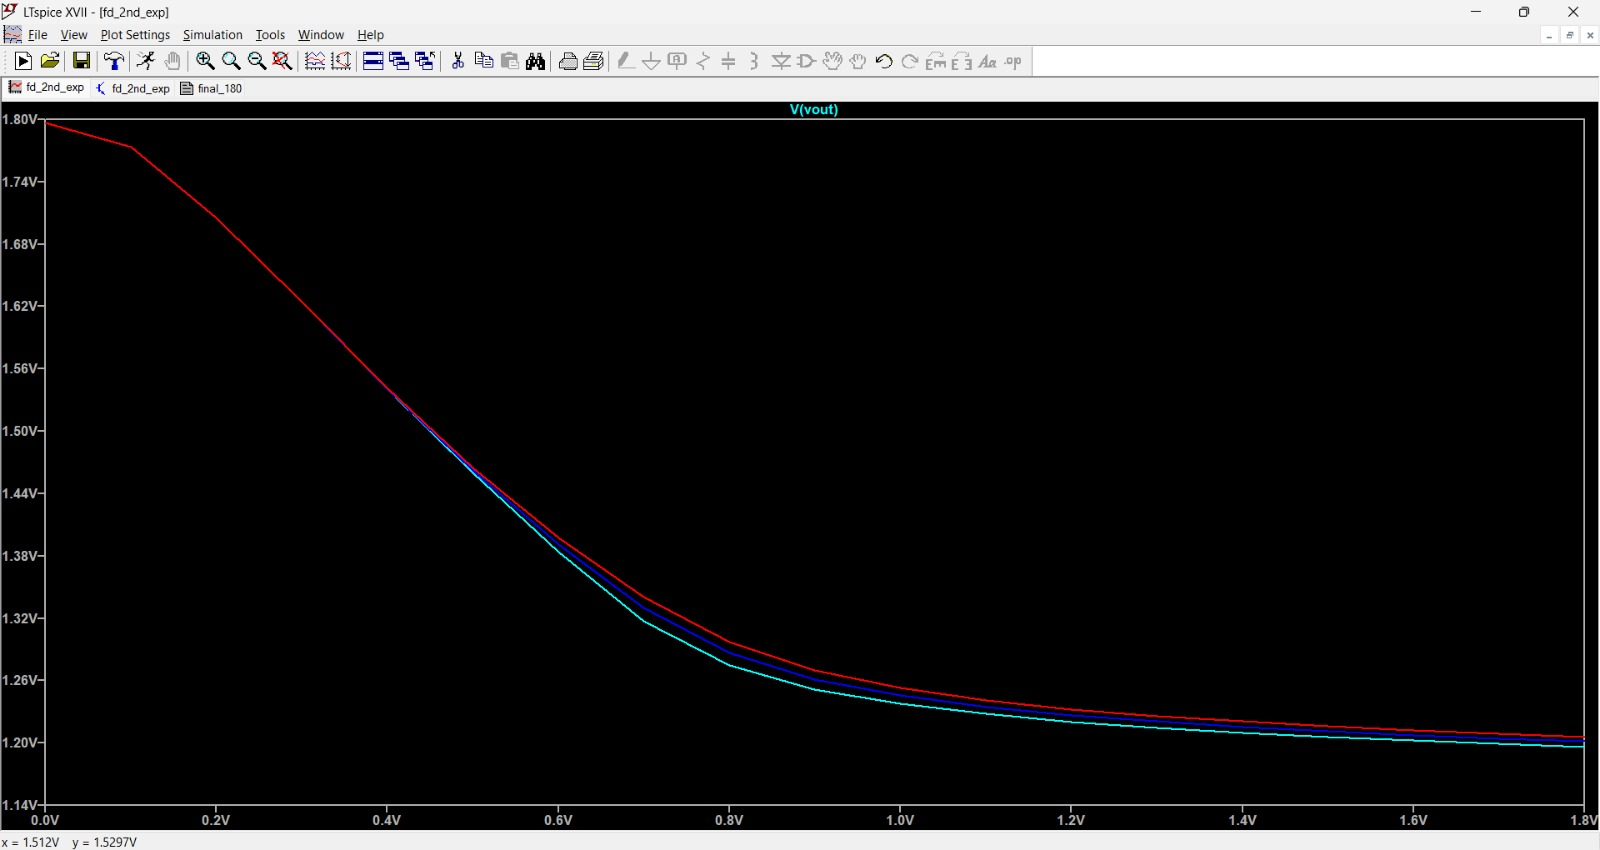 LTspice XVII - [fd_2nd_exp]
File View Plot Settings Simulation Tools Window Help
fd_2nd_exp fd_2nd_exp final_180
V(vout)
1.80V
1.74V
1.68V
1.62V
1.56V
1.50V
1.44V
1.38V
1.32V
1.26V
1.20V
1.14V
0.0V 0.2V 0.4V 0.6V 0.8V 1.0V 1.2V 1.4V 1.6V 1.8V
x = 1.512V y = 1.5297V